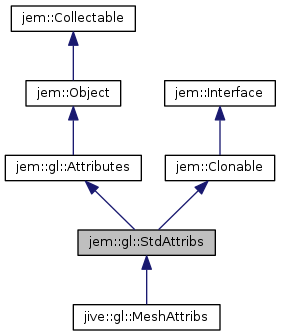 jem::Collectable
jem::Object
jem::Interface
jem::gl::Attributes
jem::Clonable
jem::gl::StdAttribs
jive::gl::MeshAttribs